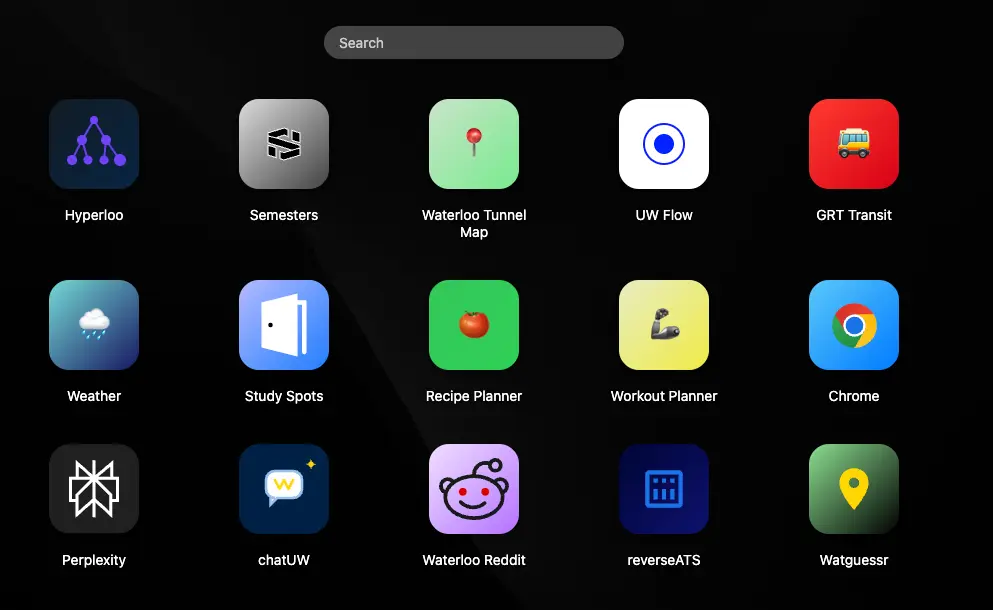 Search
Hyperloo
Semesters
Waterloo Tunnel
Map
UW Flow
GRT Transit
Weather
Study Spots
Recipe Planner
Workout Planner
Chrome
Perplexity
W
chatUW
Waterloo Reddit
reverseATS
Watguessr